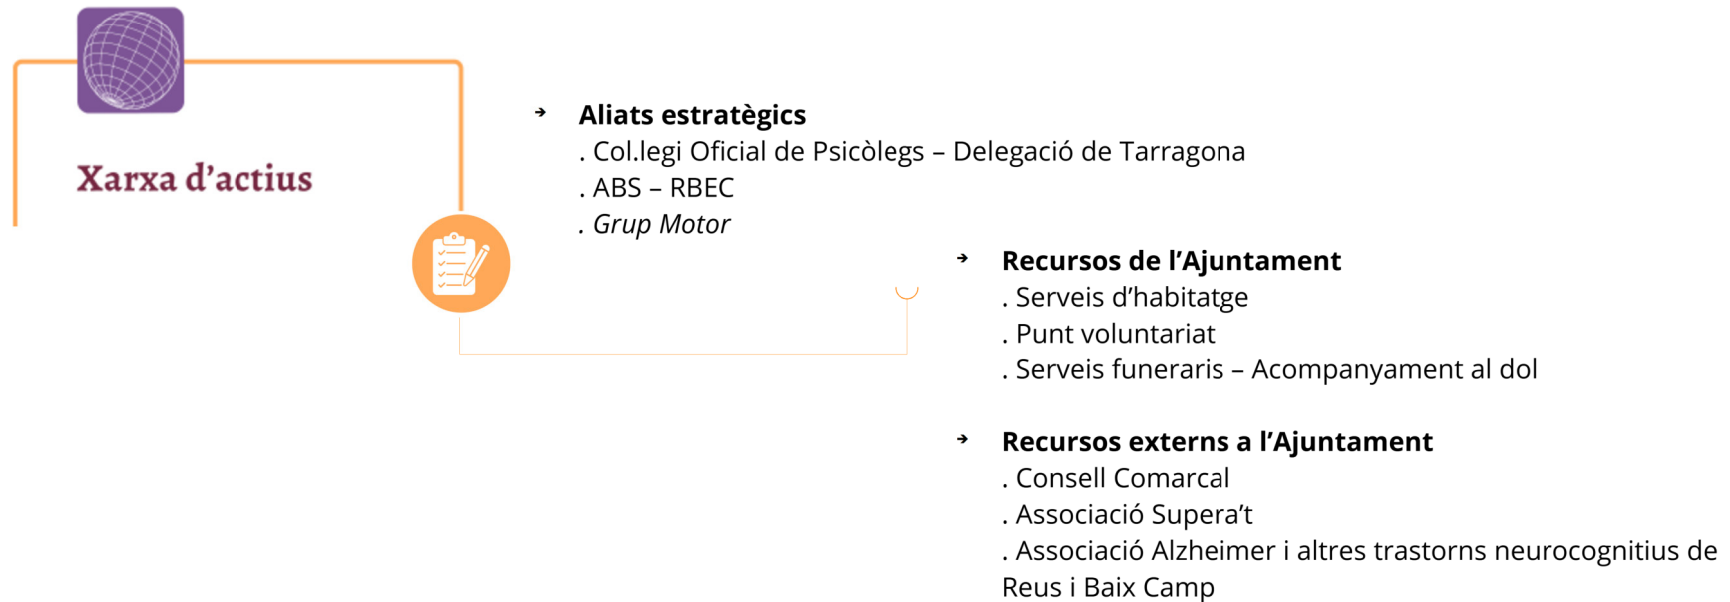 Xarxa d’actius
➔ Aliats estratègics
. Col.legi Oficial de Psicòlegs – Delegació de Tarragona
. ABS – RBEC
. Grup Motor
➔ Recursos de l’Ajuntament
. Serveis d’habitatge
. Punt voluntariat
. Serveis funeraris – Acompanyament al dol
➔ Recursos externs a l’Ajuntament
. Consell Comarcal
. Associació Supera’t
. Associació Alzheimer i altres trastorns neurocognitius de
Reus i Baix Camp